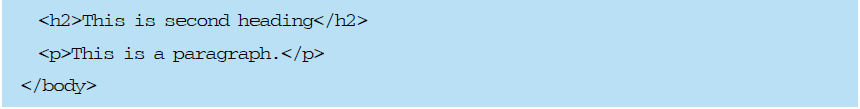 <h2>This is second heading</h2>
<p>This is a paragraph.</p>
</body>